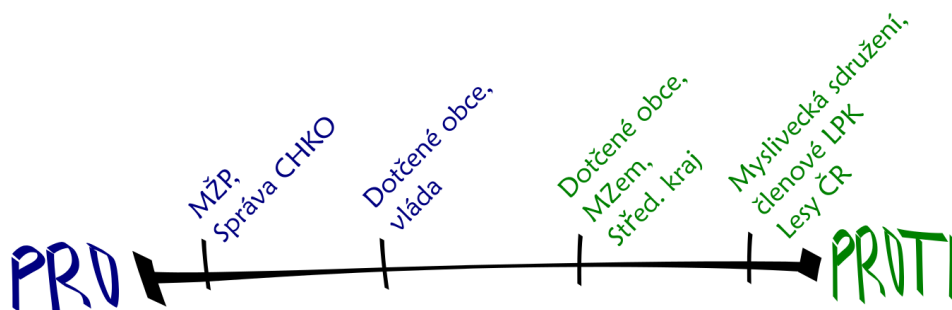 PRO
MŽP,
Správa CHKO
Dotčené obce,
vláda
Dotčené obce,
MZem,
Střed. kraj
Myslivecká sdružení,
členové LPK
Lesy ČR
PROTI